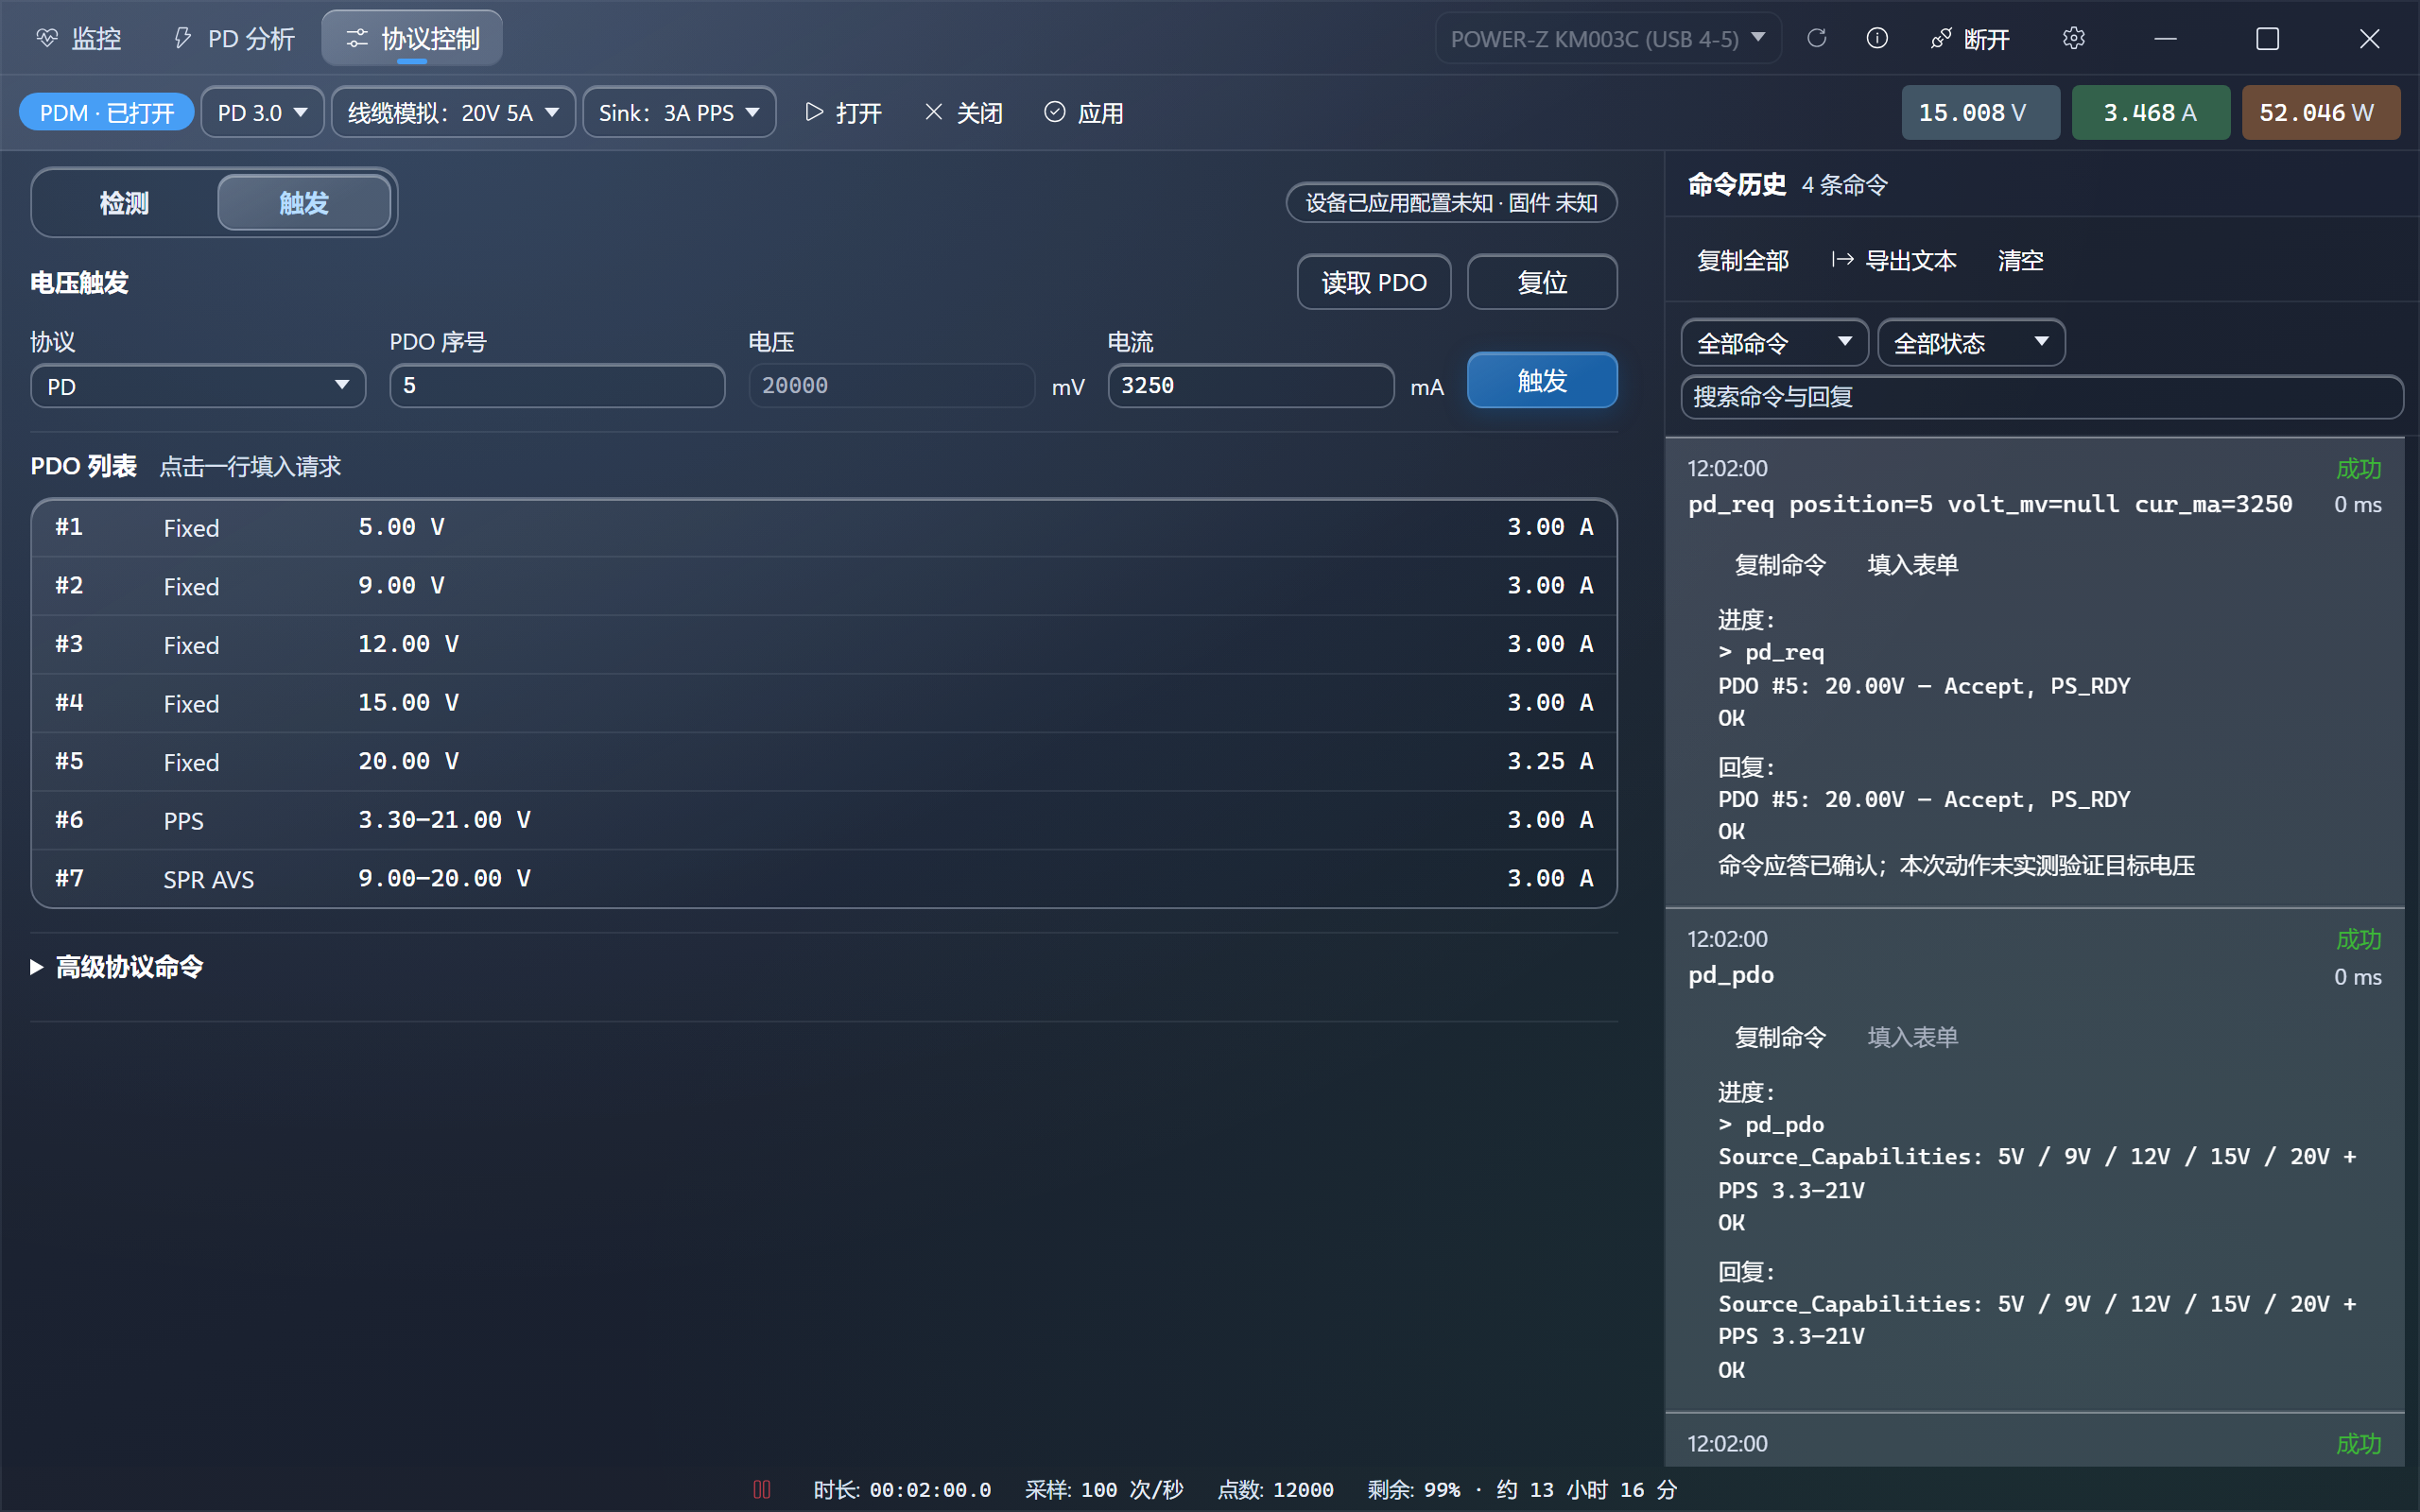 监控 PD 分析 协议控制 POWER-Z KM003C (USB 4-5) 断开
PDM · 已打开 PD 3.0 线缆模拟：20V 5A Sink：3A PPS 打开 关闭 应用 15.008 V 3.468 A 52.046 W
检测 触发 设备已应用配置未知 · 固件 未知
电压触发 读取 PDO 复位
协议 PDO 序号 电压 电流
PD 5 20000 mV 3250 mA 触发
PDO 列表 点击一行填入请求
#1 Fixed 5.00 V 3.00 A
#2 Fixed 9.00 V 3.00 A
#3 Fixed 12.00 V 3.00 A
#4 Fixed 15.00 V 3.00 A
#5 Fixed 20.00 V 3.25 A
#6 PPS 3.30–21.00 V 3.00 A
#7 SPR AVS 9.00–20.00 V 3.00 A
高级协议命令
命令历史 4 条命令
复制全部 导出文本 清空
全部命令 全部状态
搜索命令与回复
12:02:00 成功
pd_req position=5 volt_mv=null cur_ma=3250 0 ms
复制命令 填入表单
进度:
> pd_req
PDO #5: 20.00V — Accept, PS_RDY
OK
回复:
PDO #5: 20.00V — Accept, PS_RDY
OK
命令应答已确认；本次动作未实测验证目标电压
12:02:00 成功
pd_pdo 0 ms
复制命令 填入表单
进度:
> pd_pdo
Source_Capabilities: 5V / 9V / 12V / 15V / 20V +
PPS 3.3–21V
OK
回复:
Source_Capabilities: 5V / 9V / 12V / 15V / 20V +
PPS 3.3–21V
OK
12:02:00 成功
时长: 00:02:00.0 采样: 100 次/秒 点数: 12000 剩余: 99% · 约 13 小时 16 分